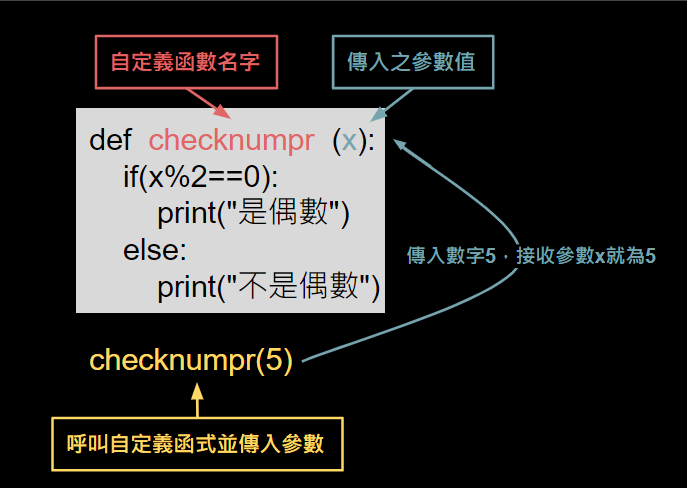 自定義函數名字
傳入之參數值
def checknumpr (x):
if(x%2==0):
print("是偶數")
else:
print("不是偶數")
傳入數字5，接收參數x就為5
checknumpr(5)
呼叫自定義函式並傳入參數